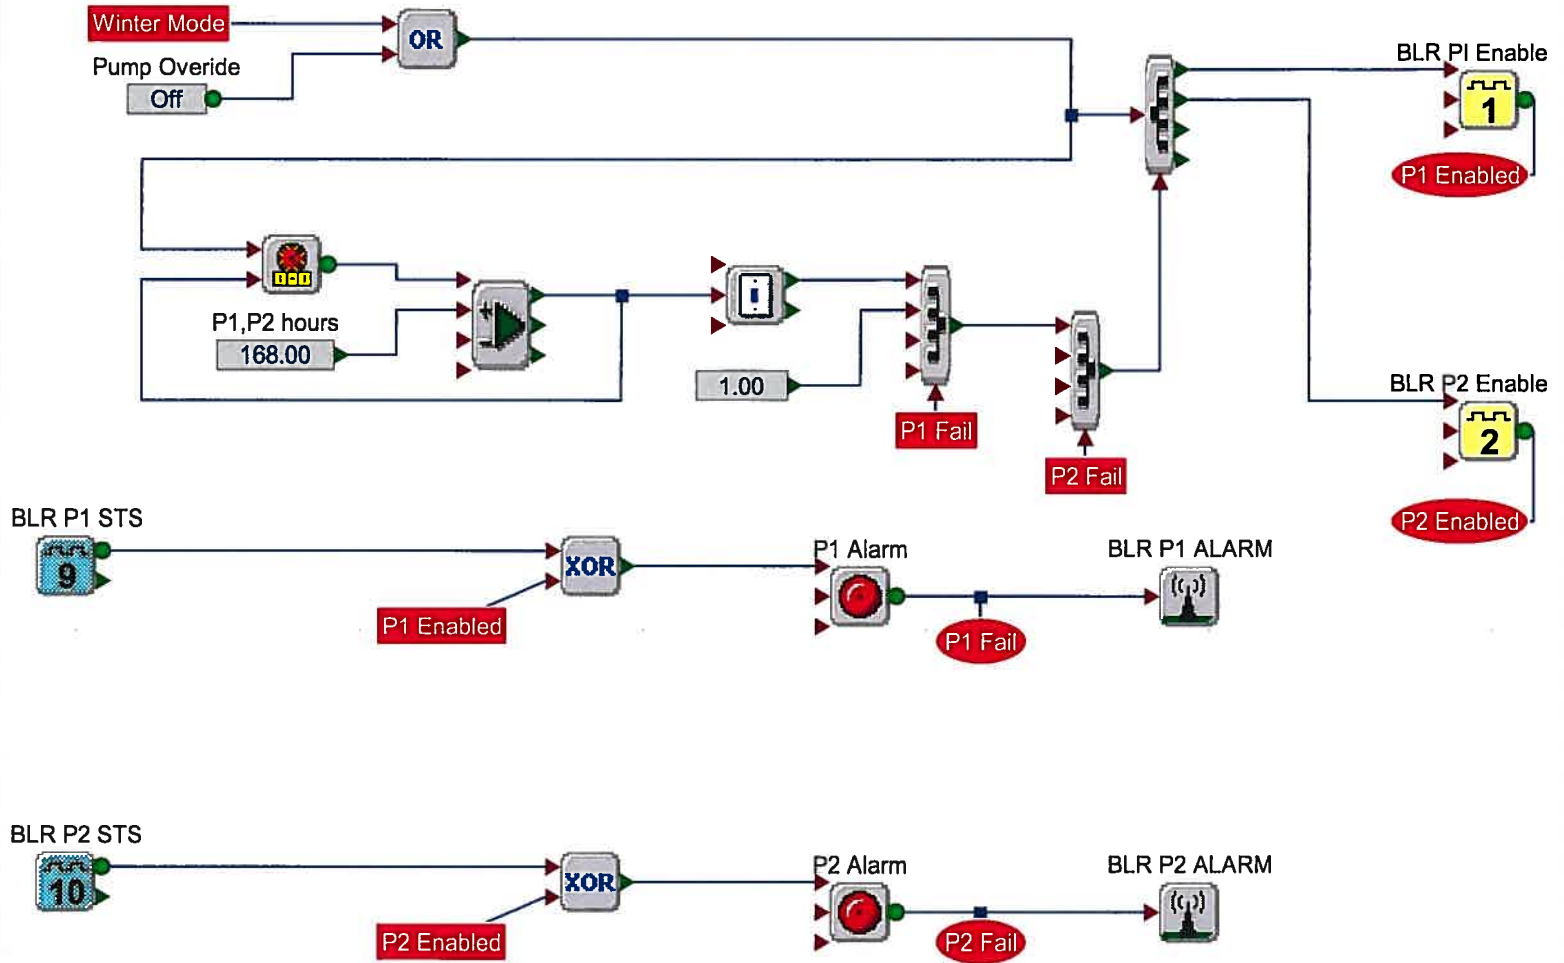 Winter Mode
OR
Pump Overide
Off
BLR PI Enable
1
P1 Enabled
P1,P2 hours
168.00
1.00
P1 Fail
P2 Fail
BLR P2 Enable
2
P2 Enabled
BLR P1 STS
9
XOR
P1 Enabled
P1 Alarm
P1 Fail
BLR P1 ALARM
BLR P2 STS
10
XOR
P2 Enabled
P2 Alarm
P2 Fail
BLR P2 ALARM